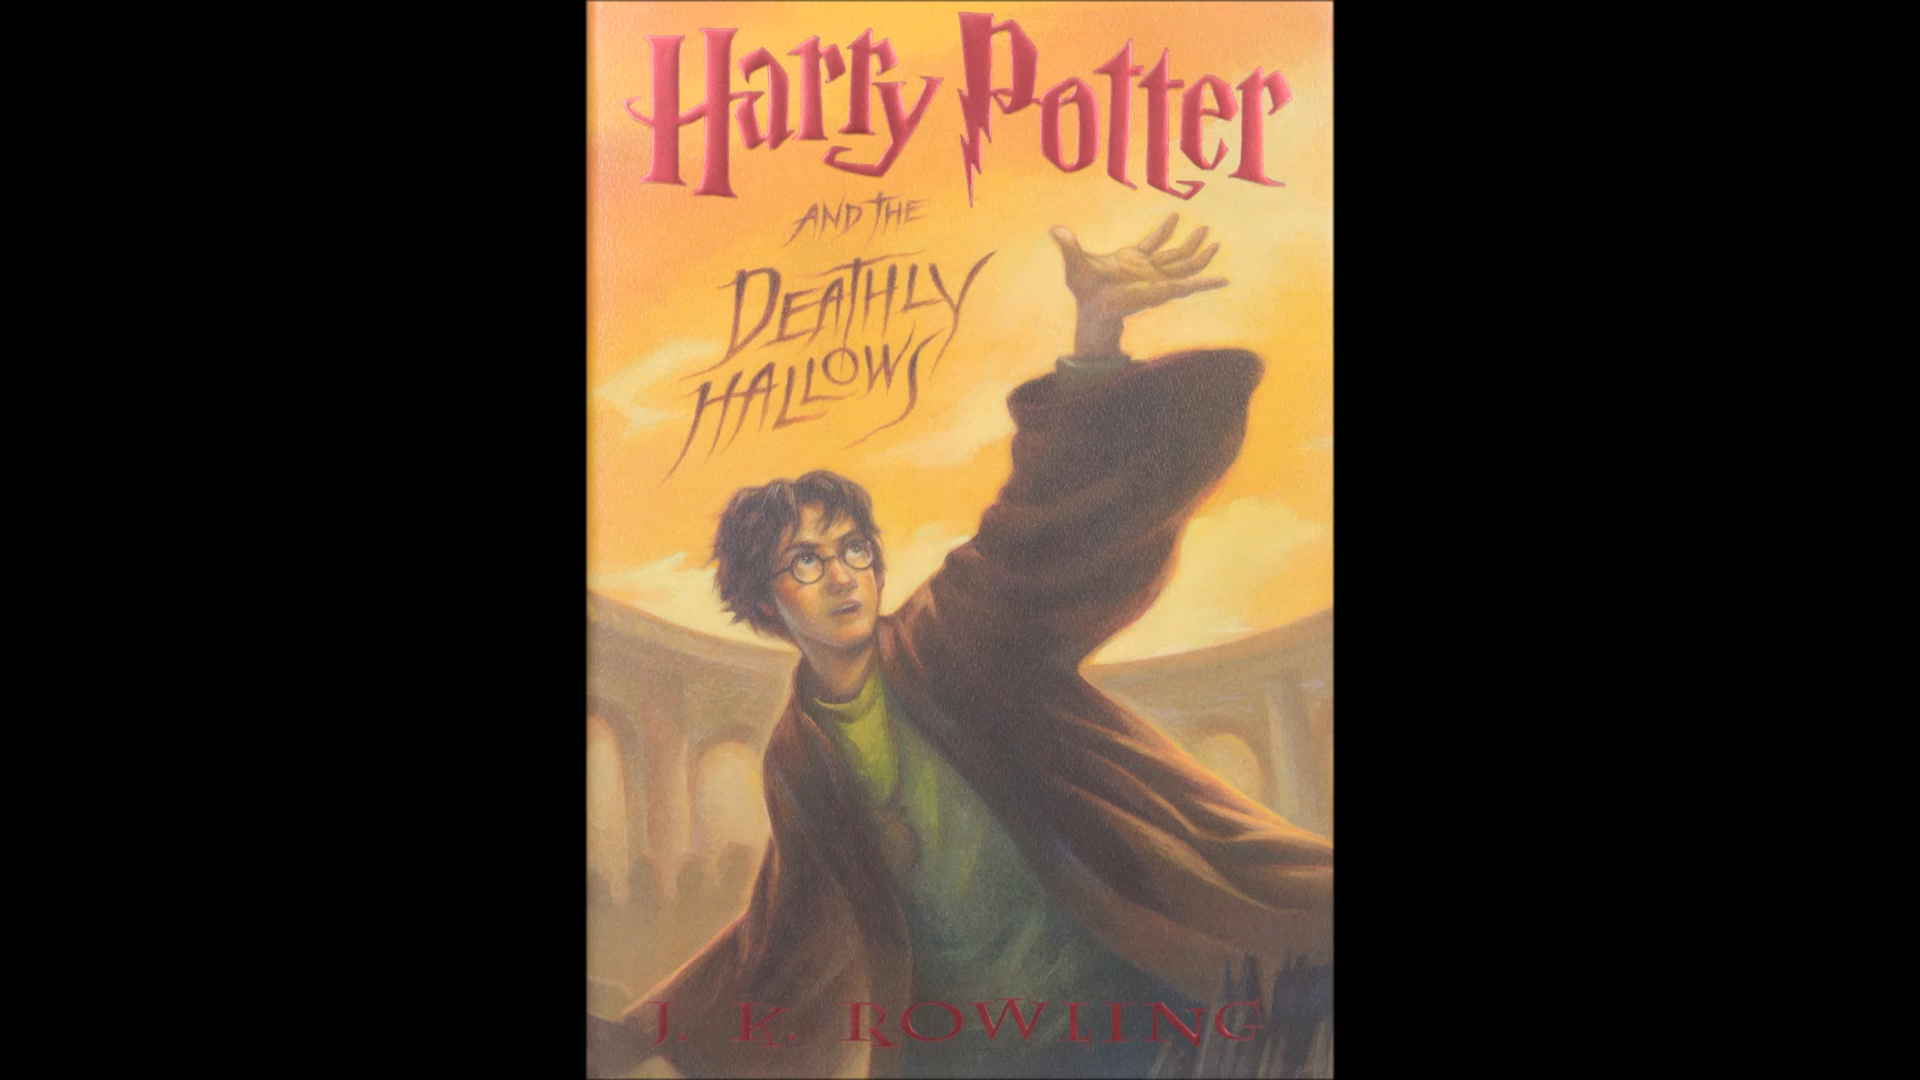 Harry Potter
AND THE
DEATHLY
HALLOWS
J. K. ROWLING